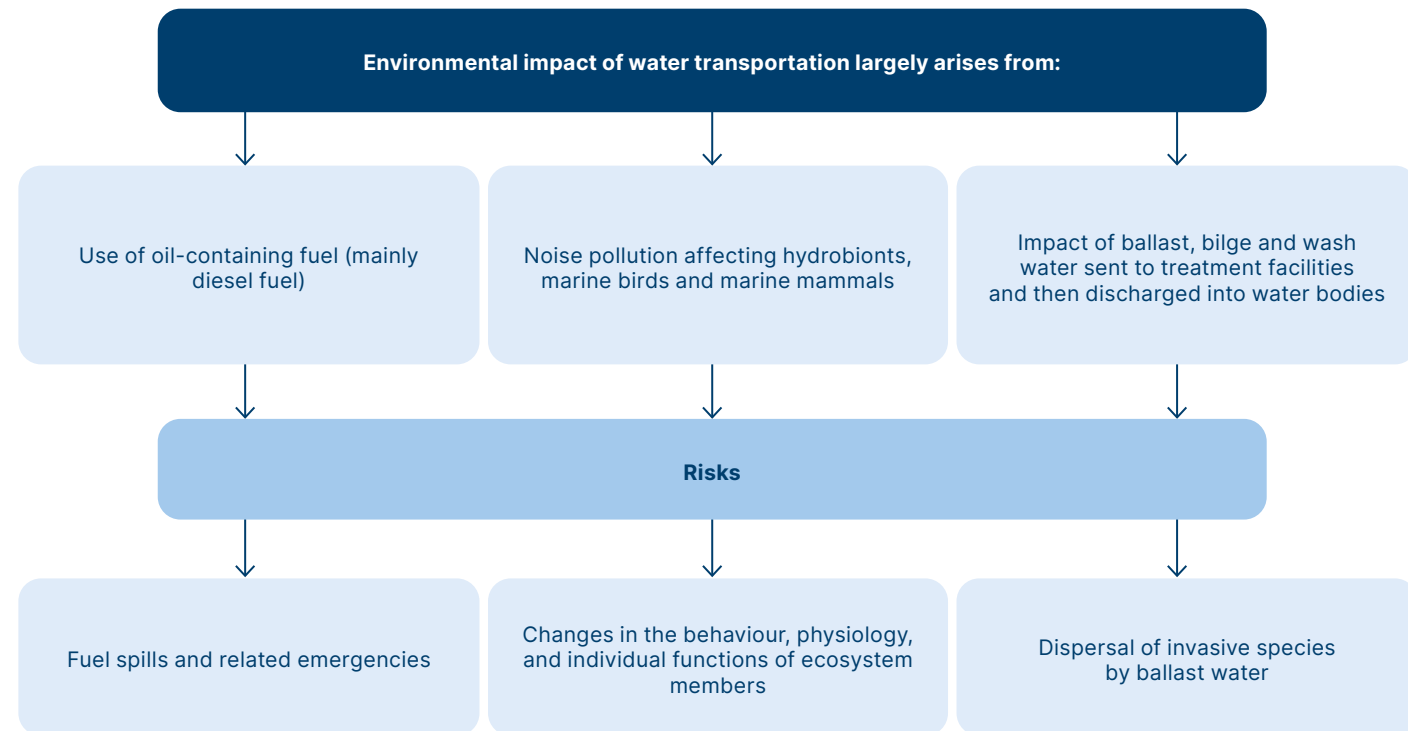 Environmental impact of water transportation largely arises from:
Use of oil-containing fuel (mainly
diesel fuel)
Noise pollution affecting hydrobionts,
marine birds and marine mammals
Impact of ballast, bilge and wash
water sent to treatment facilities
and then discharged into water bodies
Risks
Fuel spills and related emergencies
Changes in the behaviour, physiology,
and individual functions of ecosystem
members
Dispersal of invasive species
by ballast water